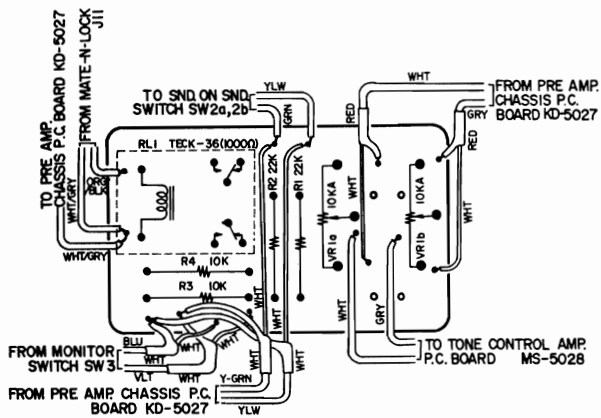 TO PRE AMP.
CHASSIS P.C. BOARD KD-5027
FROM MATE-N-LOCK
J11
TO SND. ON SND.
SWITCH SW2a,2b
YLW
GRN
WHT
FROM PRE AMP.
CHASSIS P.C.
BOARD KD-5027
RED
GRY
RED
RL1 TECK-36(1000Ω)
ORG
BLK
WHT/GRY
WHT/GRY
R2 22K
R1 22K
10KA
VR1a
WHT
10KA
VR1b
WHT
R4 10K
R3 10K
WHT
WHT
WHT
GRY
BLU
WHT
WHT
WHT
FROM MONITOR
SWITCH SW3
VLT
WHT
WHT
WHT
TO TONE CONTROL AMP.
P.C. BOARD MS-5028
FROM PRE AMP. CHASSIS P.C.
BOARD KD-5027
Y-GRN
YLW